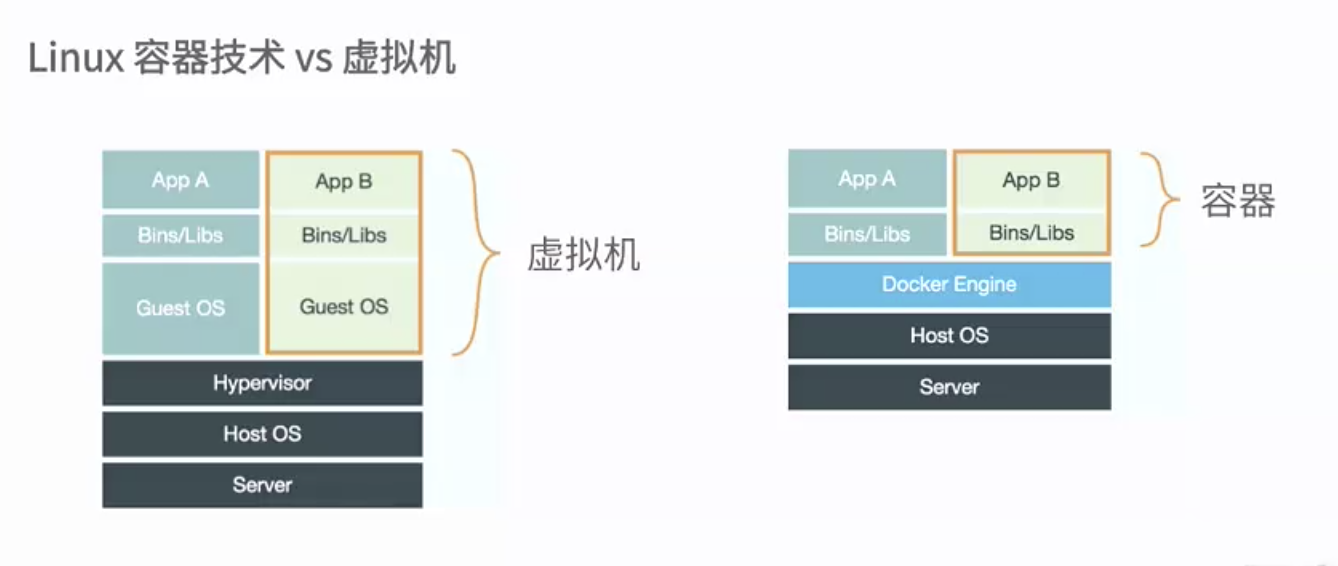 Linux 容器技术 vs 虚拟机
App A
App B
Bins/Libs
Bins/Libs
Guest OS
Guest OS
Hypervisor
Host OS
Server
虚拟机
App A
App B
Bins/Libs
Bins/Libs
Docker Engine
Host OS
Server
容器